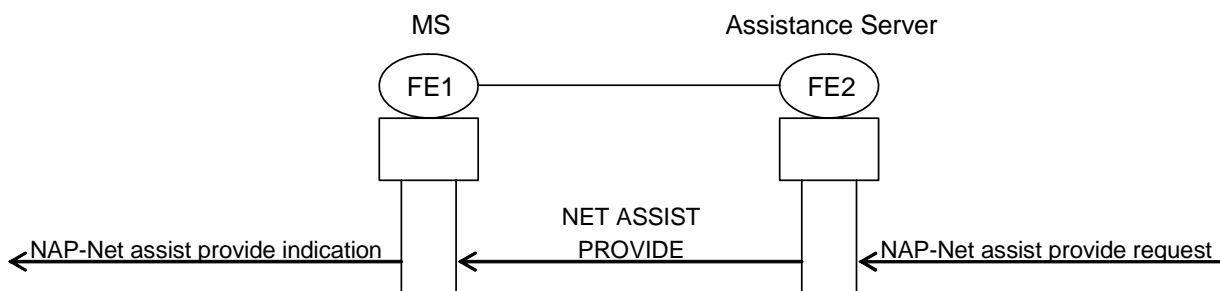 MS
Assistance Server
FE1
FE2
NET ASSIST
PROVIDE
NAP-Net assist provide indication
NAP-Net assist provide request